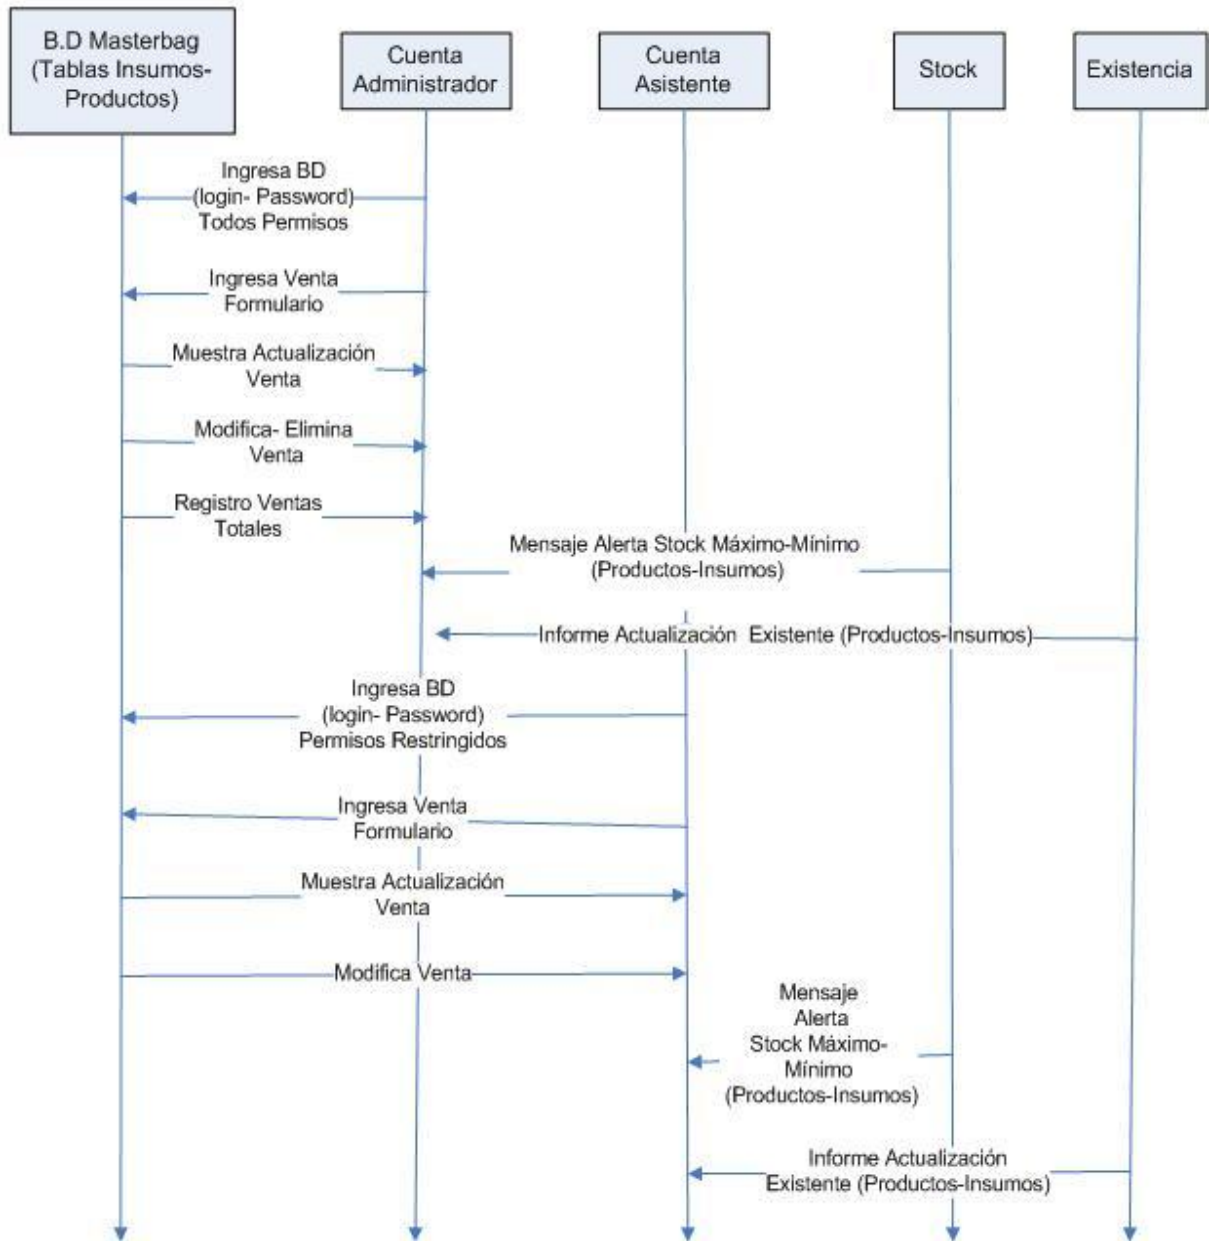 B.D Masterbag
(Tablas Insumos-
Productos)
Cuenta
Administrador
Cuenta
Asistente
Stock
Existencia
Ingresa BD
(login- Password)
Todos Permisos
Ingresa Venta
Formulario
Muestra Actualización
Venta
Modifica- Elimina
Venta
Registro Ventas
Totales
Mensaje Alerta Stock Máximo-Mínimo
(Productos-Insumos)
Informe Actualización Existente (Productos-Insumos)
Ingresa BD
(login- Password)
Permisos Restringidos
Ingresa Venta
Formulario
Muestra Actualización
Venta
Modifica Venta
Mensaje
Alerta
Stock Máximo-
Mínimo
(Productos-Insumos)
Informe Actualización
Existente (Productos-Insumos)